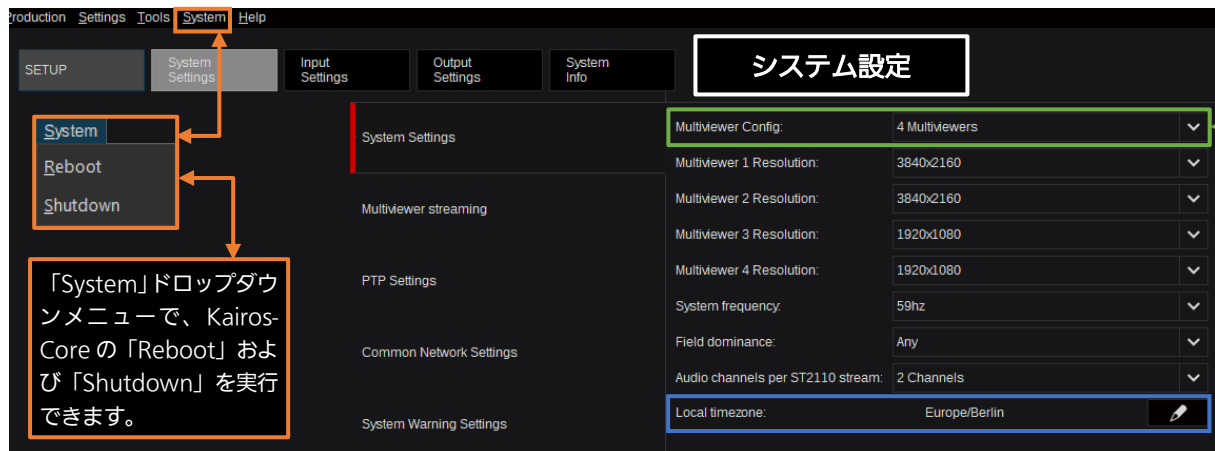 Production Settings Tools System Help
SETUP
System
Settings
Input
Settings
Output
Settings
System
Info
システム設定
System
Reboot
Shutdown
「System」ドロップダウ
ンメニューで、Kairos-
Core の「Reboot」およ
び「Shutdown」を実行
できます。
System Settings
Multiviewer streaming
PTP Settings
Common Network Settings
System Warning Settings
Multiviewer Config: 4 Multiviewers
Multiviewer 1 Resolution: 3840x2160
Multiviewer 2 Resolution: 3840x2160
Multiviewer 3 Resolution: 1920x1080
Multiviewer 4 Resolution: 1920x1080
System frequency: 59hz
Field dominance: Any
Audio channels per ST2110 stream: 2 Channels
Local timezone: Europe/Berlin